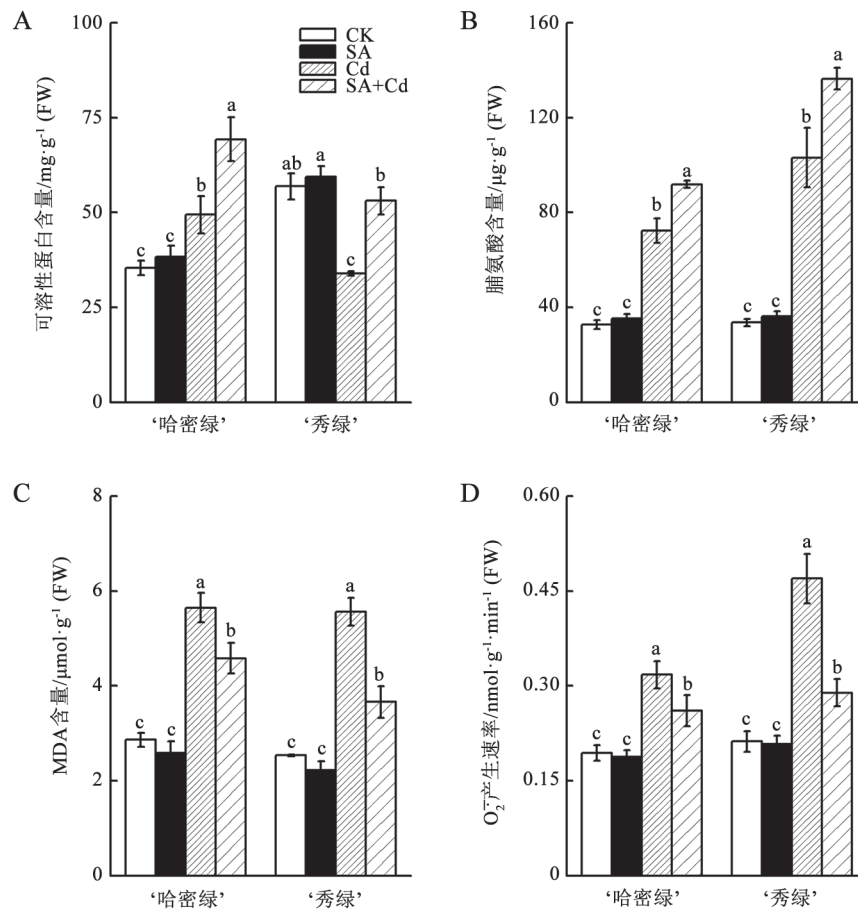 A
可溶性蛋白含量/mg·g⁻¹ (FW)
100
75
50
25
0
CK
SA
Cd
SA+Cd
c
c
b
a
ab
a
c
b
‘哈密绿’
‘秀绿’
B
脯氨酸含量/μg·g⁻¹ (FW)
160
120
80
40
0
c
c
b
a
c
c
b
a
‘哈密绿’
‘秀绿’
C
MDA含量/μmol·g⁻¹ (FW)
8
6
4
2
0
c
c
a
b
c
c
a
b
‘哈密绿’
‘秀绿’
D
O₂⁻产生速率/nmol·g⁻¹·min⁻¹ (FW)
0.60
0.45
0.30
0.15
0
c
c
a
b
c
c
a
b
‘哈密绿’
‘秀绿’